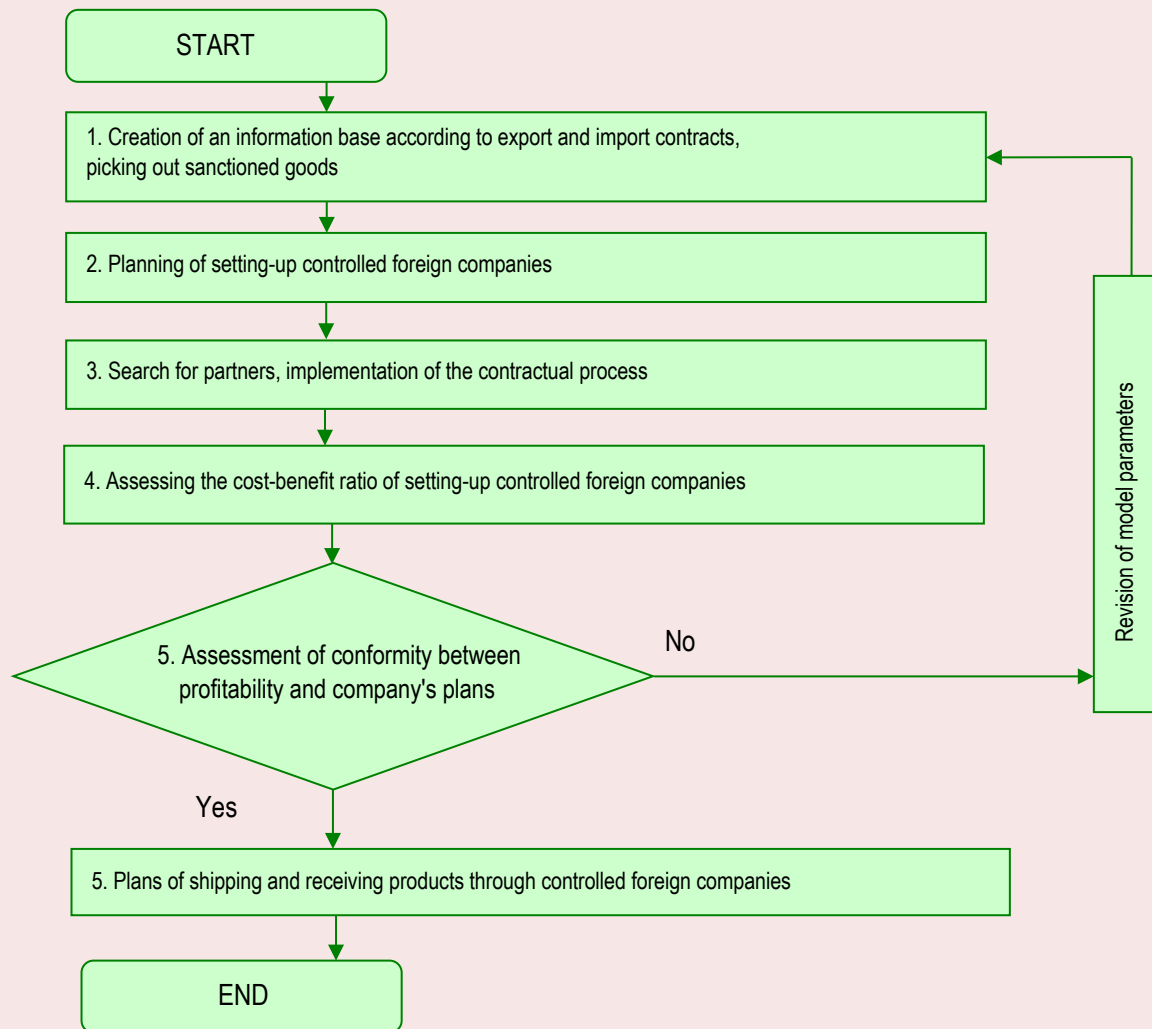 START
1. Creation of an information base according to export and import contracts,
picking out sanctioned goods
2. Planning of setting-up controlled foreign companies
3. Search for partners, implementation of the contractual process
4. Assessing the cost-benefit ratio of setting-up controlled foreign companies
5. Assessment of conformity between
profitability and company's plans
No
Revision of model parameters
Yes
5. Plans of shipping and receiving products through controlled foreign companies
END